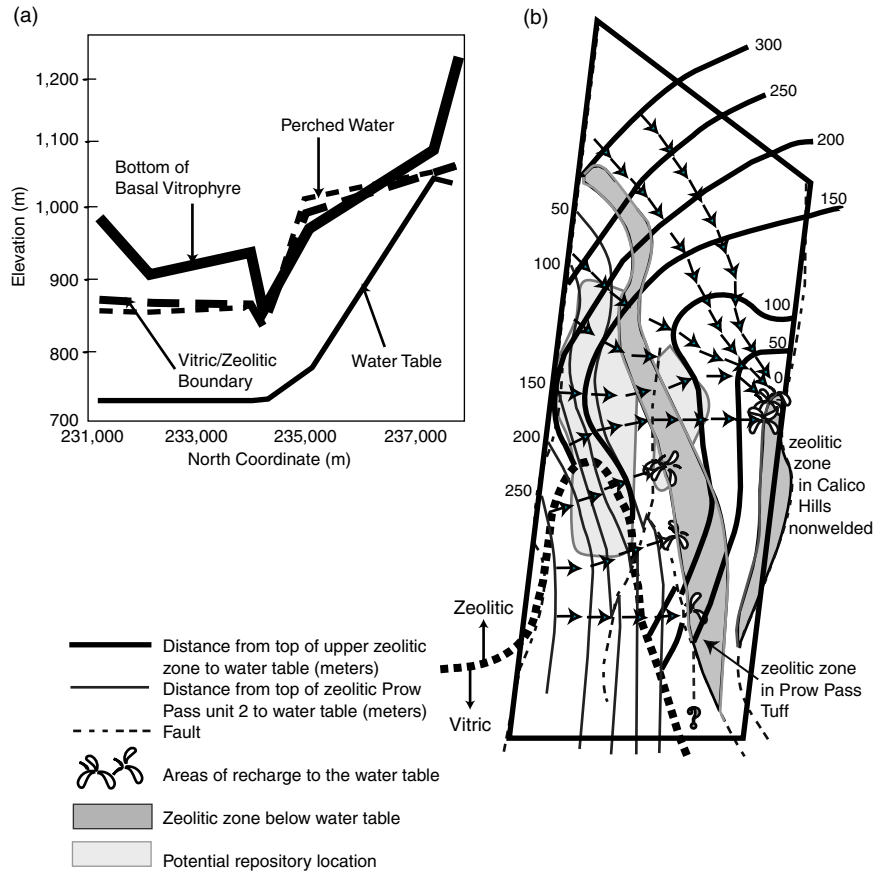 (a)
1,200
1,100
1,000
900
800
700
Elevation (m)
231,000
233,000
235,000
237,000
North Coordinate (m)
Perched Water
Bottom of
Basal Vitrophyre
Vitric/Zeolitic
Boundary
Water Table
(b)
300
250
200
150
100
50
0
50
100
150
200
250
zeolitic
zone
in Calico
Hills
nonwelded
zeolitic zone
in Prow Pass
Tuff
?
Zeolitic
Vitric
Distance from top of upper zeolitic
zone to water table (meters)
Distance from top of zeolitic Prow
Pass unit 2 to water table (meters)
Fault
Areas of recharge to the water table
Zeolitic zone below water table
Potential repository location